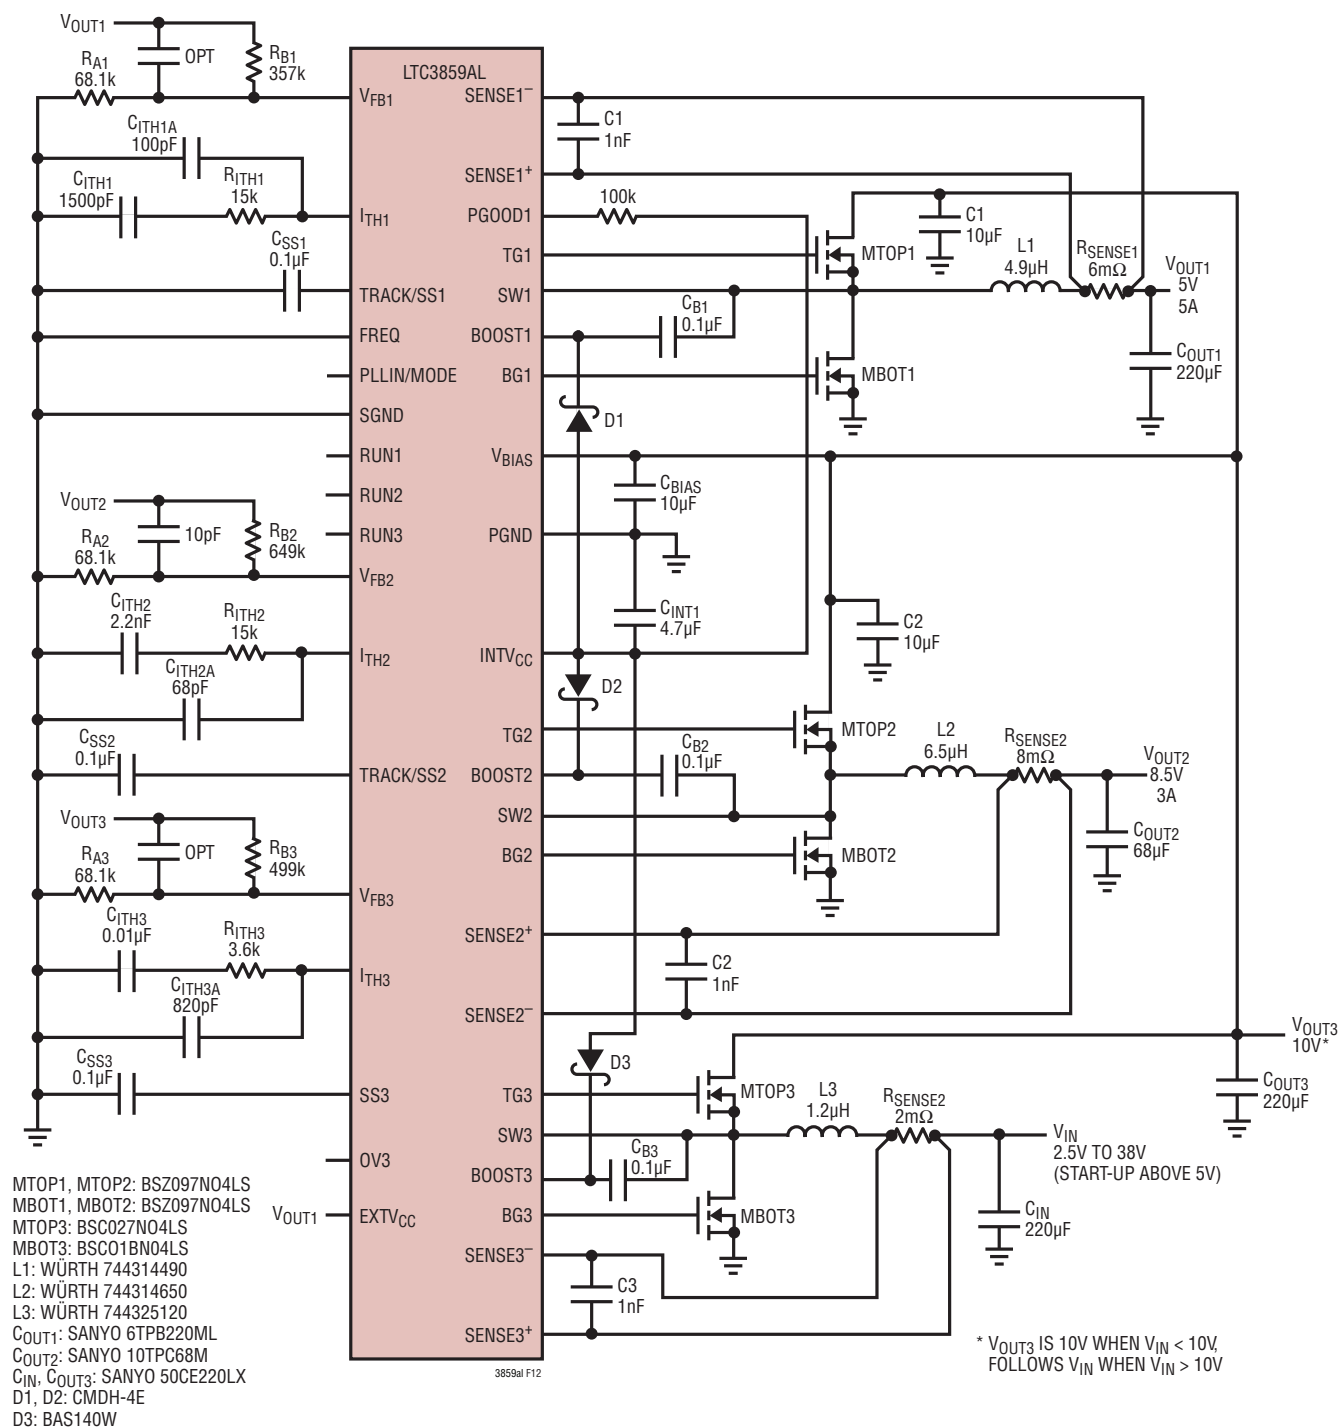 VOUT1
RA1
68.1k
OPT
RB1
357k
CITH1A
100pF
CITH1
1500pF
RITH1
15k
CSS1
0.1µF
VOUT2
RA2
68.1k
10pF
RB2
649k
CITH2
2.2nF
RITH2
15k
CITH2A
68pF
CSS2
0.1µF
VOUT3
RA3
68.1k
OPT
RB3
499k
CITH3
0.01µF
RITH3
3.6k
CITH3A
820pF
CSS3
0.1µF
VOUT1
LTC3859AL
VFB1
ITH1
TRACK/SS1
FREQ
PLLIN/MODE
SGND
RUN1
RUN2
RUN3
VFB2
ITH2
TRACK/SS2
VFB3
ITH3
SS3
OV3
EXTVCC
SENSE1–
SENSE1+
PGOOD1
TG1
SW1
BOOST1
BG1
VBIAS
PGND
INTVCC
TG2
BOOST2
SW2
BG2
SENSE2+
SENSE2–
TG3
SW3
BOOST3
BG3
SENSE3–
SENSE3+
C1
1nF
100k
C1
10µF
MTOP1
L1
4.9µH
RSENSE1
6mΩ
VOUT1
5V
5A
CB1
0.1µF
MBOT1
COUT1
220µF
D1
CBIAS
10µF
CINT1
4.7µF
C2
10µF
D2
MTOP2
L2
6.5µH
RSENSE2
8mΩ
VOUT2
8.5V
3A
CB2
0.1µF
MBOT2
COUT2
68µF
C2
1nF
VOUT3
10V*
D3
MTOP3
L3
1.2µH
RSENSE2
2mΩ
COUT3
220µF
VIN
2.5V TO 38V
(START-UP ABOVE 5V)
CB3
0.1µF
MBOT3
CIN
220µF
C3
1nF
MTOP1, MTOP2: BSZ097NO4LS
MBOT1, MBOT2: BSZ097NO4LS
MTOP3: BSC027NO4LS
MBOT3: BSCO1BN04LS
L1: WÜRTH 744314490
L2: WÜRTH 744314650
L3: WÜRTH 744325120
COUT1: SANYO 6TPB220ML
COUT2: SANYO 10TPC68M
CIN, COUT3: SANYO 50CE220LX
D1, D2: CMDH-4E
D3: BAS140W
* VOUT3 IS 10V WHEN VIN < 10V,
FOLLOWS VIN WHEN VIN > 10V
3859al F12